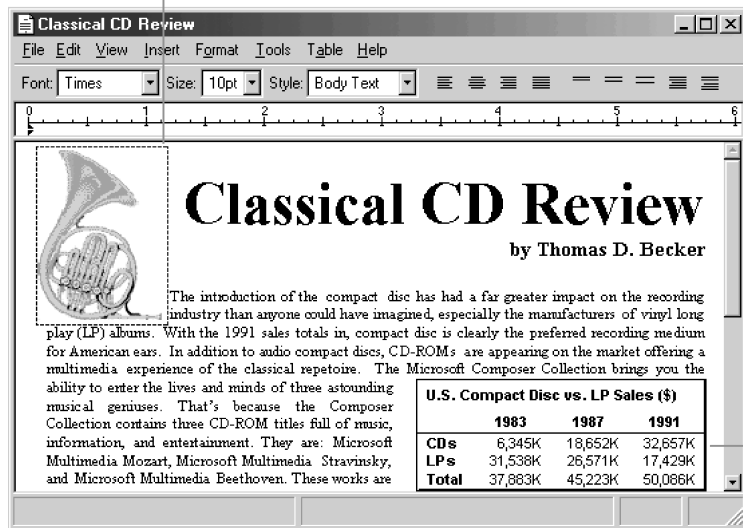 Classical CD Review
File Edit View Insert Format Tools Table Help
Font: Times Size: 10pt Style: Body Text
0 1 2 3 4 5 6
Classical CD Review
by Thomas D. Becker
The introduction of the compact disc has had a far greater impact on the recording
industry than anyone could have imagined, especially the manufacturers of vinyl long
play (LP) albums. With the 1991 sales totals in, compact disc is clearly the preferred recording medium
for American ears. In addition to audio compact discs, CD-ROMs are appearing on the market offering a
multimedia experience of the classical repetoire. The Microsoft Composer Collection brings you the
ability to enter the lives and minds of three astounding
musical geniuses. That's because the Composer
Collection contains three CD-ROM titles full of music,
information, and entertainment. They are: Microsoft
Multimedia Mozart, Microsoft Multimedia Stravinsky,
and Microsoft Multimedia Beethoven. These works are
U.S. Compact Disc vs. LP Sales ($)
1983 1987 1991
CDs 6,345K 18,652K 32,657K
LPs 31,538K 26,571K 17,429K
Total 37,883K 45,223K 50,086K